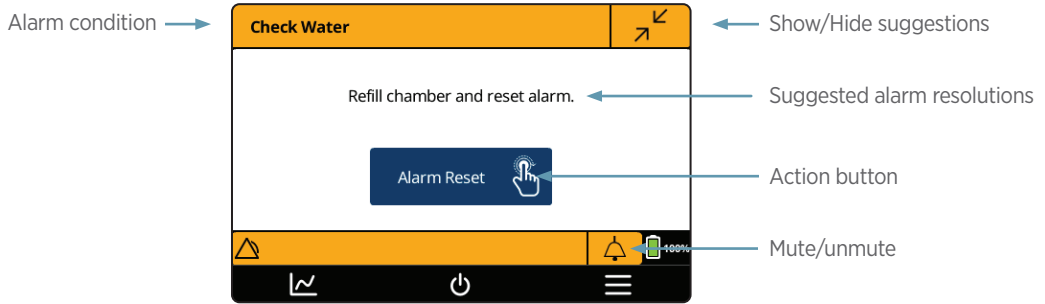 Alarm condition
Check Water
Show/Hide suggestions
Refill chamber and reset alarm.
Suggested alarm resolutions
Alarm Reset
Action button
Mute/unmute
100%